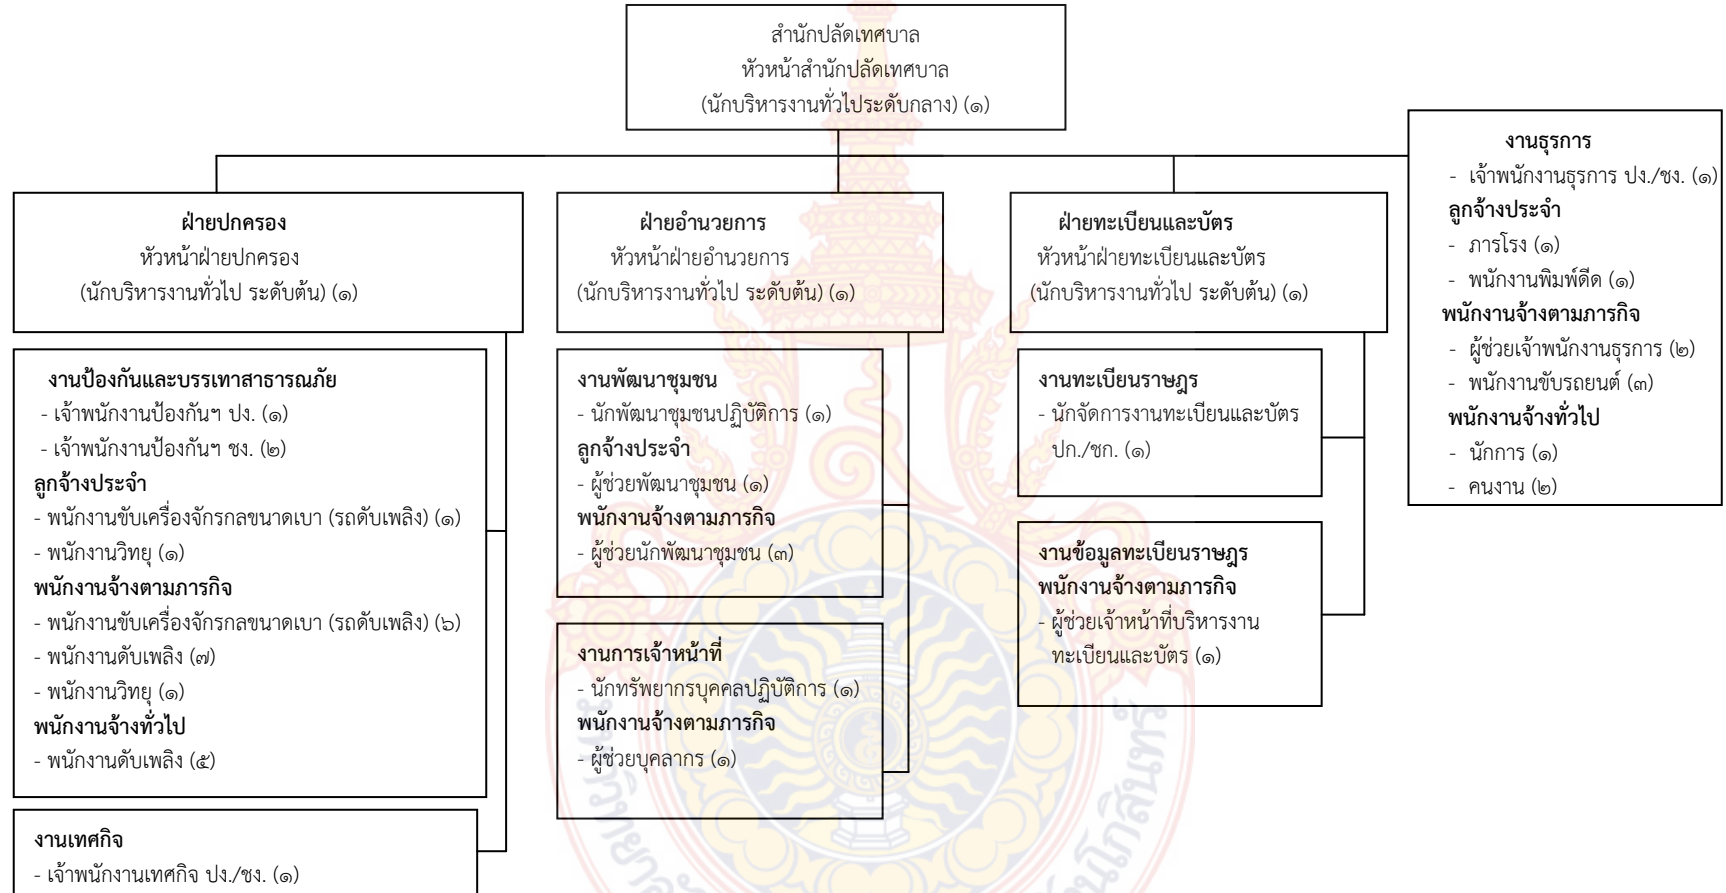 สำนักปลัดเทศบาล
หัวหน้าสำนักปลัดเทศบาล
(นักบริหารงานทั่วไประดับกลาง) (๑)
ฝ่ายปกครอง
หัวหน้าฝ่ายปกครอง
(นักบริหารงานทั่วไป ระดับต้น) (๑)
งานป้องกันและบรรเทาสาธารณภัย
- เจ้าพนักงานป้องกันฯ ปง. (๑)
- เจ้าพนักงานป้องกันฯ ชง. (๒)
ลูกจ้างประจำ
- พนักงานขับเครื่องจักรกลขนาดเบา (รถดับเพลิง) (๑)
- พนักงานวิทยุ (๑)
พนักงานจ้างตามภารกิจ
- พนักงานขับเครื่องจักรกลขนาดเบา (รถดับเพลิง) (๖)
- พนักงานดับเพลิง (๗)
- พนักงานวิทยุ (๑)
พนักงานจ้างทั่วไป
- พนักงานดับเพลิง (๕)
งานเทศกิจ
- เจ้าพนักงานเทศกิจ ปง./ชง. (๑)
ฝ่ายอำนวยการ
หัวหน้าฝ่ายอำนวยการ
(นักบริหารงานทั่วไป ระดับต้น) (๑)
งานพัฒนาชุมชน
- นักพัฒนาชุมชนปฏิบัติการ (๑)
ลูกจ้างประจำ
- ผู้ช่วยพัฒนาชุมชน (๑)
พนักงานจ้างตามภารกิจ
- ผู้ช่วยนักพัฒนาชุมชน (๓)
งานการเจ้าหน้าที่
- นักทรัพยากรบุคคลปฏิบัติการ (๑)
พนักงานจ้างตามภารกิจ
- ผู้ช่วยบุคลากร (๑)
ฝ่ายทะเบียนและบัตร
หัวหน้าฝ่ายทะเบียนและบัตร
(นักบริหารงานทั่วไป ระดับต้น) (๑)
งานทะเบียนราษฎร
- นักจัดการงานทะเบียนและบัตร
ปก./ชก. (๑)
งานข้อมูลทะเบียนราษฎร
พนักงานจ้างตามภารกิจ
- ผู้ช่วยเจ้าหน้าที่บริหารงาน
ทะเบียนและบัตร (๑)
งานธุรการ
- เจ้าพนักงานธุรการ ปง./ชง. (๑)
ลูกจ้างประจำ
- ภารโรง (๑)
- พนักงานพิมพ์ดีด (๑)
พนักงานจ้างตามภารกิจ
- ผู้ช่วยเจ้าพนักงานธุรการ (๒)
- พนักงานขับรถยนต์ (๓)
พนักงานจ้างทั่วไป
- นักการ (๑)
- คนงาน (๒)